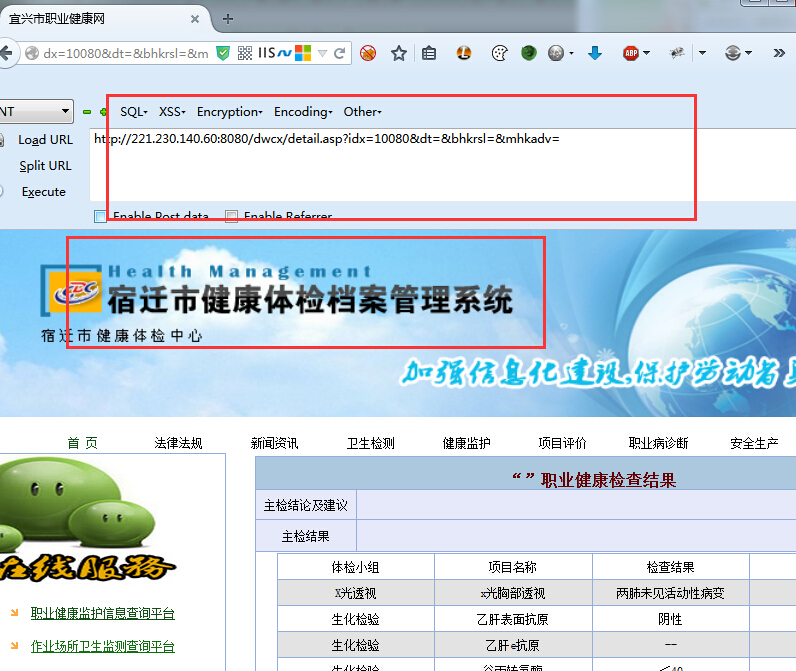 宜兴市职业健康网
dx=10080&dt=&bhkrsl=&m
IIS
ABP
NT
SQL
XSS
Encryption
Encoding
Other
Load URL
http://221.230.140.60:8080/dwcx/detail.asp?idx=10080&dt=&bhkrsl=&mhkadv=
Split URL
Execute
Enable Post data
Enable Referrer
Health Management
宿迁市健康体检档案管理系统
宿迁市健康体检中心
加强信息化建设,保护劳动者
首 页
法律法规
新闻资讯
卫生检测
健康监护
项目评价
职业病诊断
安全生产
“ ” 职业健康检查结果
主检结论及建议
主检结果
体检小组
项目名称
检查结果
X光透视
x光胸部透视
两肺未见活动性病变
生化检验
乙肝表面抗原
阴性
生化检验
乙肝e抗原
--
在线服务
职业健康监护信息查询平台
作业场所卫生监测查询平台
生化检验
谷丙转氨酶
<40